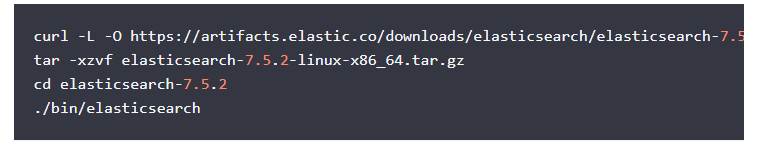 curl -L -O https://artifacts.elastic.co/downloads/elasticsearch/elasticsearch-7.5
tar -xzvf elasticsearch-7.5.2-linux-x86_64.tar.gz
cd elasticsearch-7.5.2
./bin/elasticsearch